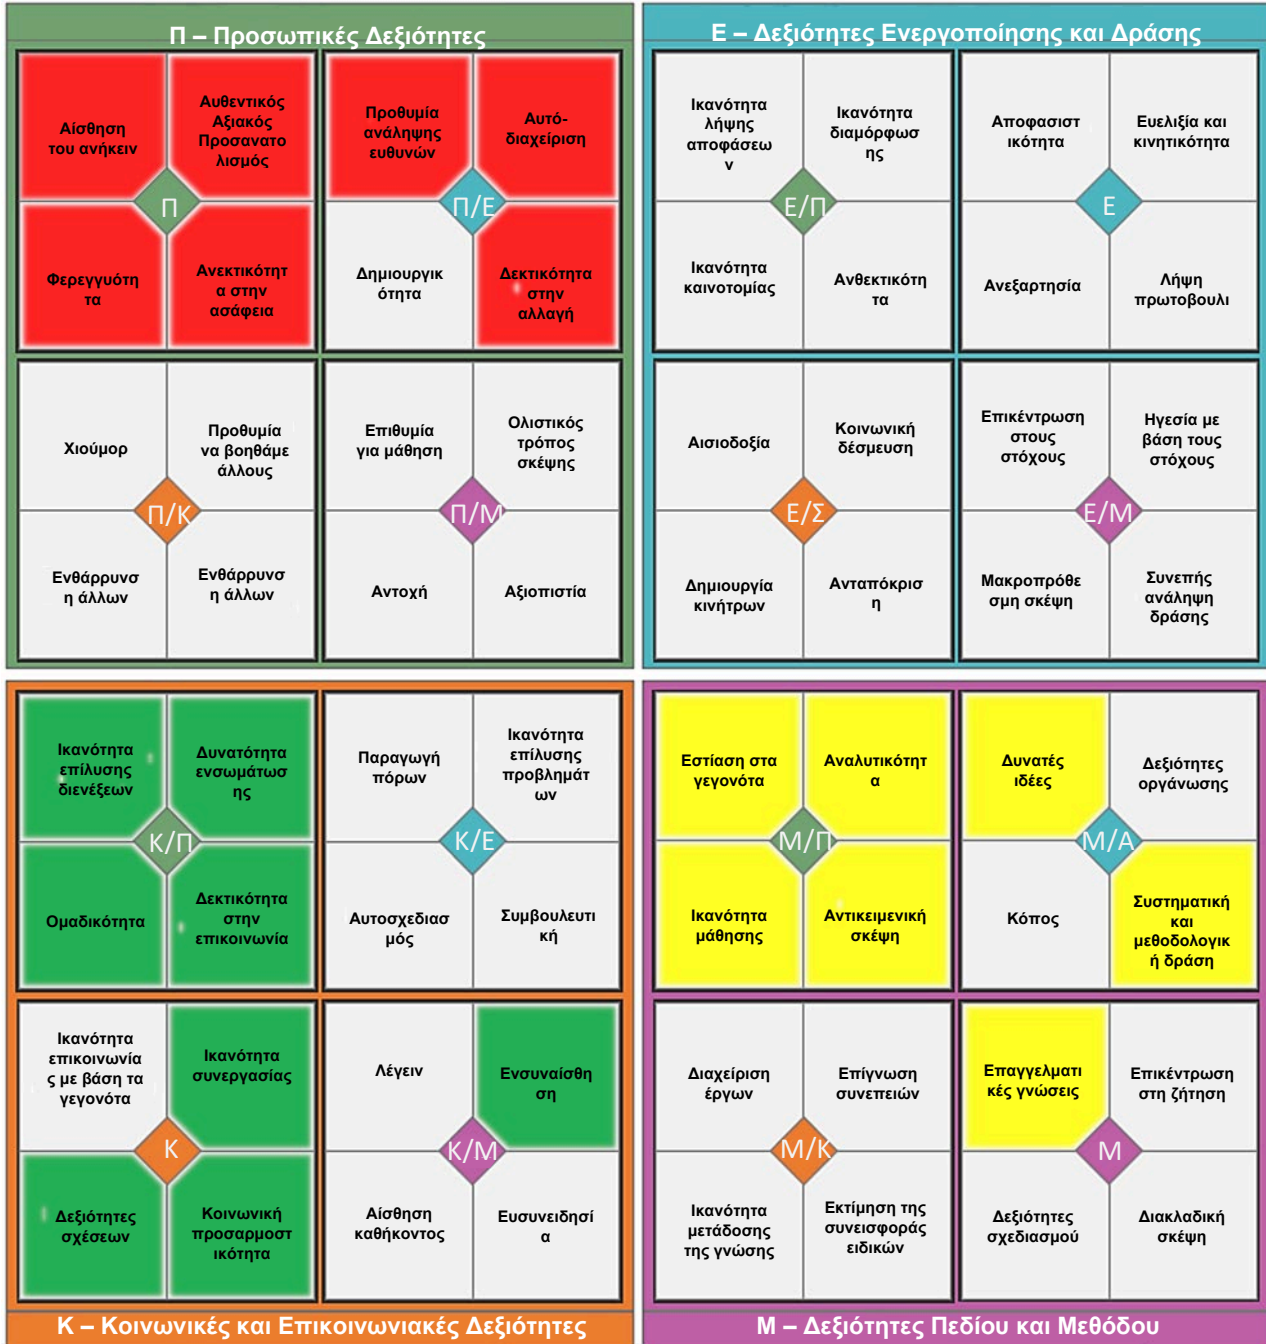 Π – Προσωπικές Δεξιότητες
Αίσθηση
του ανήκειν
Αυθεντικός
Αξιακός
Προσανατο
λισμός
Προθυμία
ανάληψης
ευθυνών
Αυτό-
διαχείριση
Π
Π/Ε
Φερεγγυότη
τα
Ανεκτικότητ
α στην
ασάφεια
Δημιουργικ
ότητα
Δεκτικότητα
στην
αλλαγή
Χιούμορ
Προθυμία
να βοηθάμε
άλλους
Επιθυμία
για μάθηση
Ολιστικός
τρόπος
σκέψης
Π/Κ
Π/Μ
Ενθάρρυνσ
η άλλων
Ενθάρρυνσ
η άλλων
Αντοχή
Αξιοπιστία
Ε – Δεξιότητες Ενεργοποίησης και Δράσης
Ικανότητα
λήψης
αποφάσεω
ν
Ικανότητα
διαμόρφωσ
ης
Αποφασιστ
ικότητα
Ευελιξία και
κινητικότητα
Ε/Π
Ε
Ικανότητα
καινοτομίας
Ανθεκτικότη
τα
Ανεξαρτησία
Λήψη
πρωτοβουλι
Αισιοδοξία
Κοινωνική
δέσμευση
Επικέντρωση
στους
στόχους
Ηγεσία με
βάση τους
στόχους
Ε/Σ
Ε/Μ
Δημιουργία
κινήτρων
Ανταπόκρισ
η
Μακροπρόθε
σμη σκέψη
Συνεπής
ανάληψη
δράσης
Ικανότητα
επίλυσης
διενέξεων
Δυνατότητα
ενσωμάτωσ
ης
Παραγωγή
πόρων
Ικανότητα
επίλυσης
προβλημάτ
ων
Κ/Π
Κ/Ε
Ομαδικότητα
Δεκτικότητα
στην
επικοινωνία
Αυτοσχεδιασ
μός
Συμβουλευτι
κή
Ικανότητα
επικοινωνία
ς με βάση τα
γεγονότα
Ικανότητα
συνεργασίας
Λέγειν
Ενσυναίσθη
ση
Κ
Κ/Μ
Δεξιότητες
σχέσεων
Κοινωνική
προσαρμοστ
ικότητα
Αίσθηση
καθήκοντος
Ευσυνειδησί
α
Κ – Κοινωνικές και Επικοινωνιακές Δεξιότητες
Εστίαση στα
γεγονότα
Αναλυτικότητ
α
Δυνατές
ιδέες
Δεξιότητες
οργάνωσης
Μ/Π
Μ/Α
Ικανότητα
μάθησης
Αντικειμενική
σκέψη
Κόπος
Συστηματική
και
μεθοδολογικ
ή δράση
Διαχείριση
έργων
Επίγνωση
συνεπειών
Επαγγελματι
κές γνώσεις
Επικέντρωση
στη ζήτηση
Μ/Κ
Μ
Ικανότητα
μετάδοσης
της γνώσης
Εκτίμηση της
συνεισφοράς
ειδικών
Δεξιότητες
σχεδιασμού
Διακλαδική
σκέψη
Μ – Δεξιότητες Πεδίου και Μεθόδου